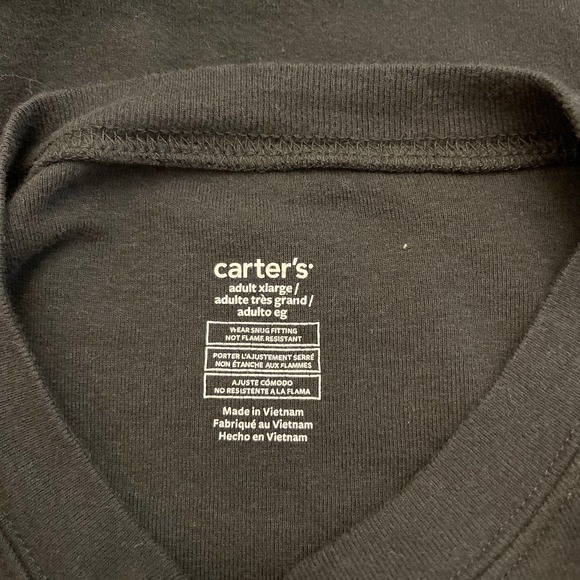 carter's
adult xlarge /
adulte très grand /
adulto eg
WEAR SNUG FITTING
NOT FLAME RESISTANT
PORTER L'AJUSTEMENT SERRÉ
NON ÉTANCHE AUX FLAMMES
AJUSTE CÓMODO
NO RESISTENTE A LA FLAMA
Made in Vietnam
Fabriqué au Vietnam
Hecho en Vietnam